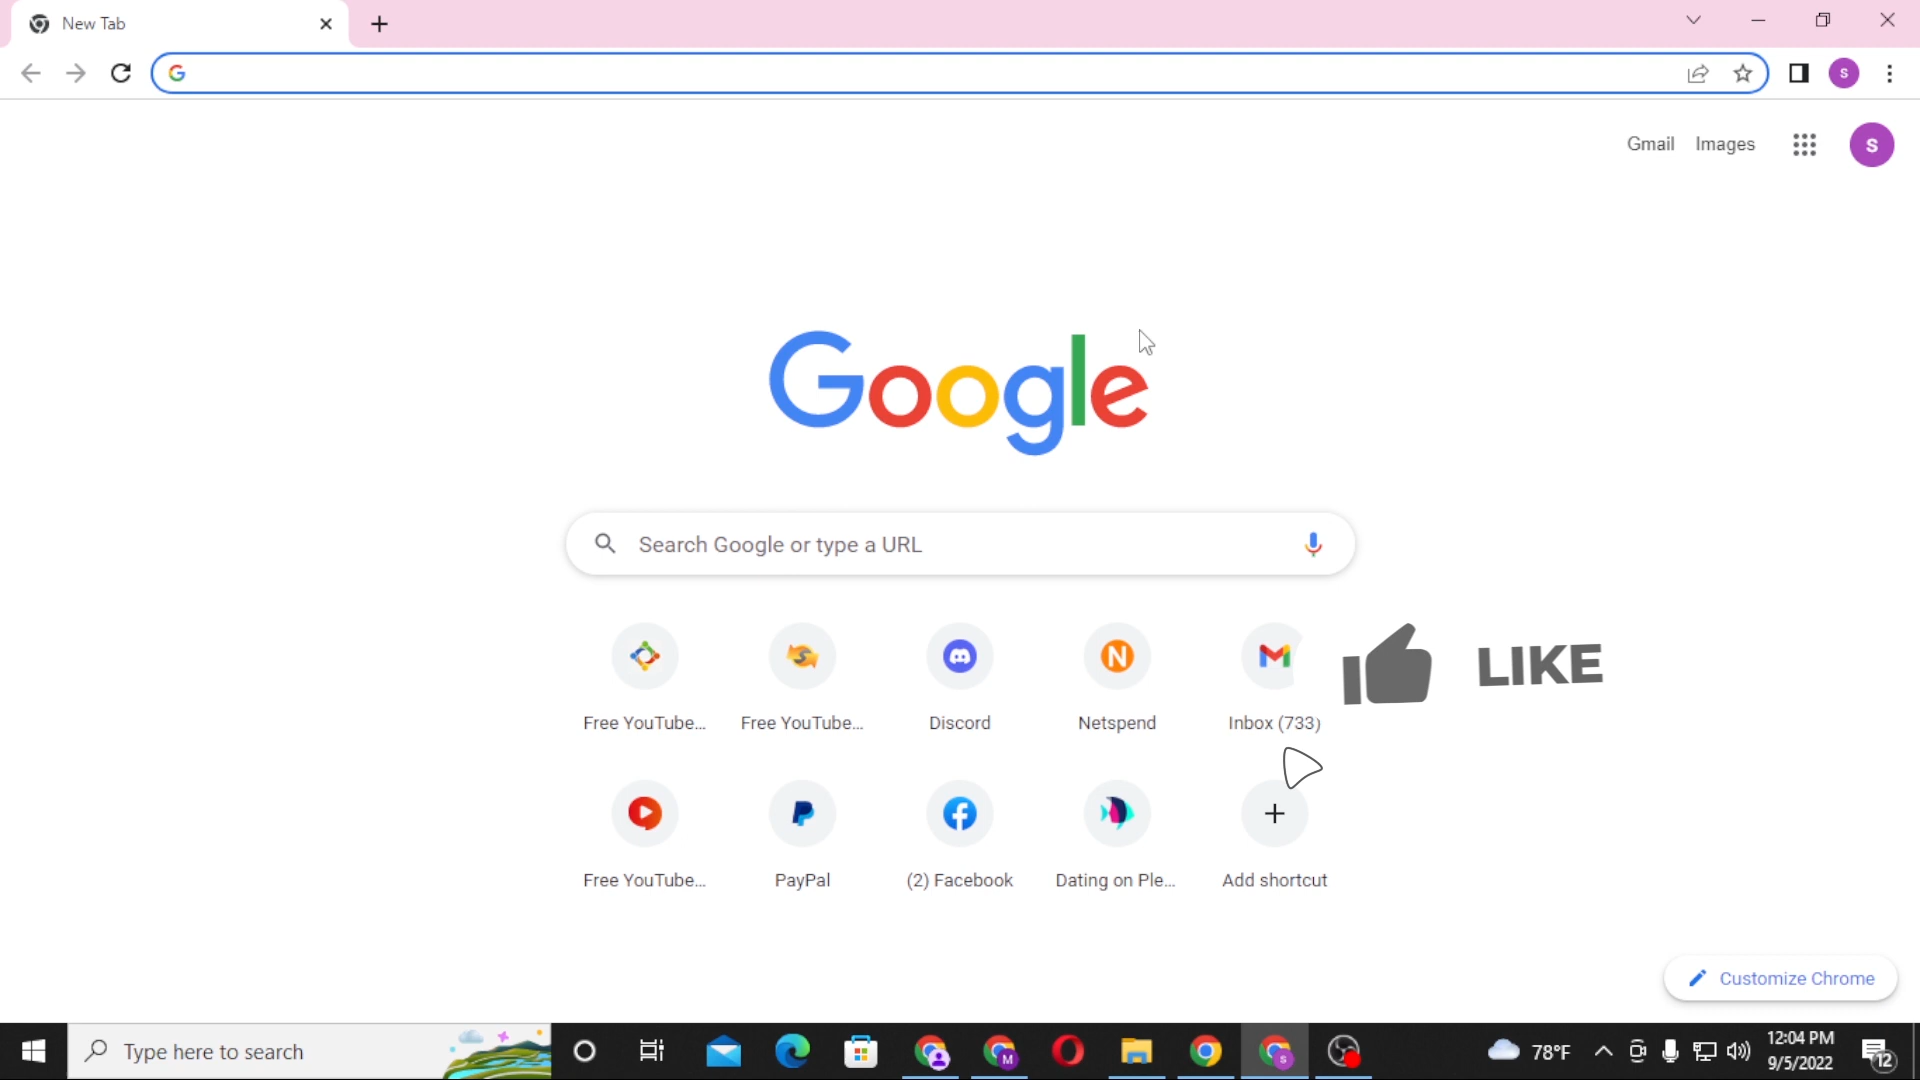 New Tab
S
Gmail Images
S
Google
Search Google or type a URL
LIKE
Free YouTube... Free YouTube... Discord Netspend Inbox (733)
Free YouTube... PayPal (2) Facebook Dating on Ple... Add shortcut
Customize Chrome
Type here to search
M
S
78°F
12:04 PM
9/5/2022
12